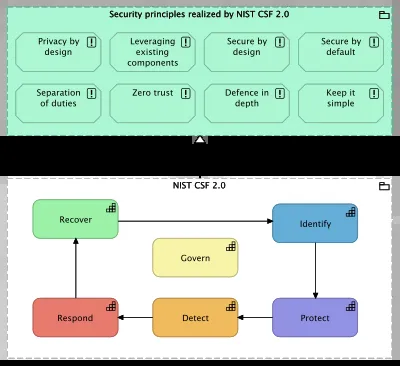 Security principles realized by NIST CSF 2.0
Privacy by
design
Leveraging
existing
components
Secure by
design
Secure by
default
Separation
of duties
Zero trust
Defence in
depth
Keep it
simple
NIST CSF 2.0
Recover
Identify
Govern
Respond
Detect
Protect